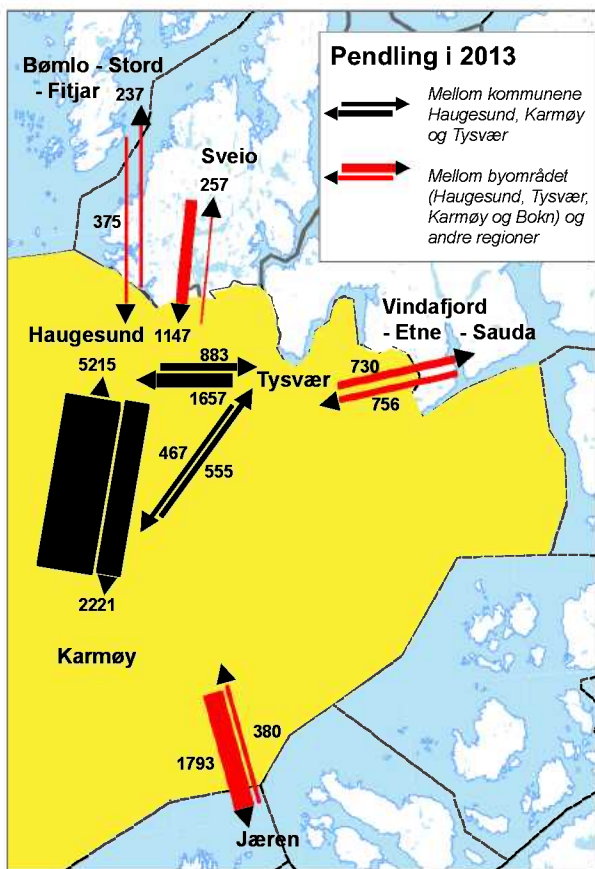 Pendling i 2013
Mellom kommunene
Haugesund, Karmøy
og Tysvær
Mellom byområdet
(Haugesund, Tysvær,
Karmøy og Bokn) og
andre regioner
Bømlo - Stord
- Fitjar
237
Sveio
257
375
Haugesund
1147
Vindafjord
- Etne - Sauda
5215
883
Tysvær
730
1657
756
467
555
2221
Karmøy
380
1793
Jæren